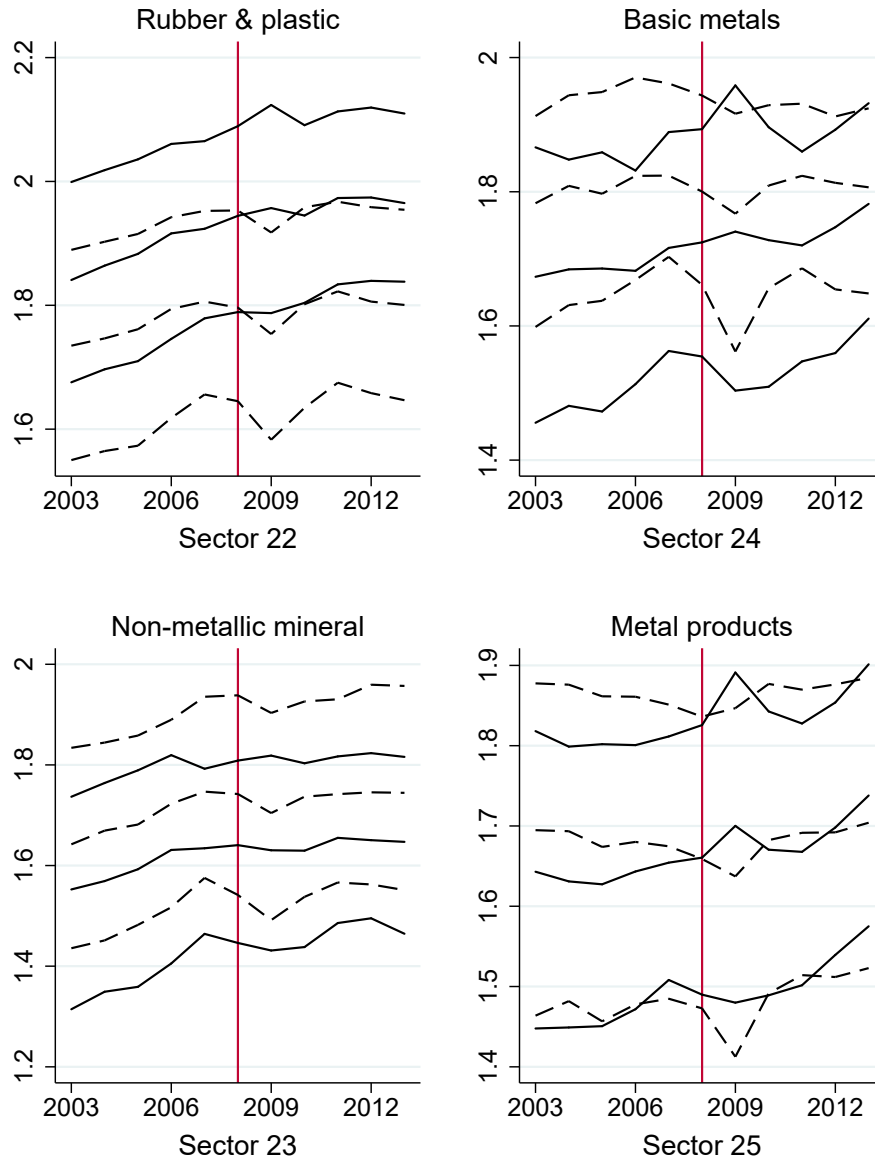 Rubber & plastic
2.2
2
1.8
1.6
2003 2006 2009 2012
Sector 22
Basic metals
2
1.8
1.6
1.4
2003 2006 2009 2012
Sector 24
Non-metallic mineral
2
1.8
1.6
1.4
1.2
2003 2006 2009 2012
Sector 23
Metal products
1.9
1.8
1.7
1.6
1.5
1.4
2003 2006 2009 2012
Sector 25